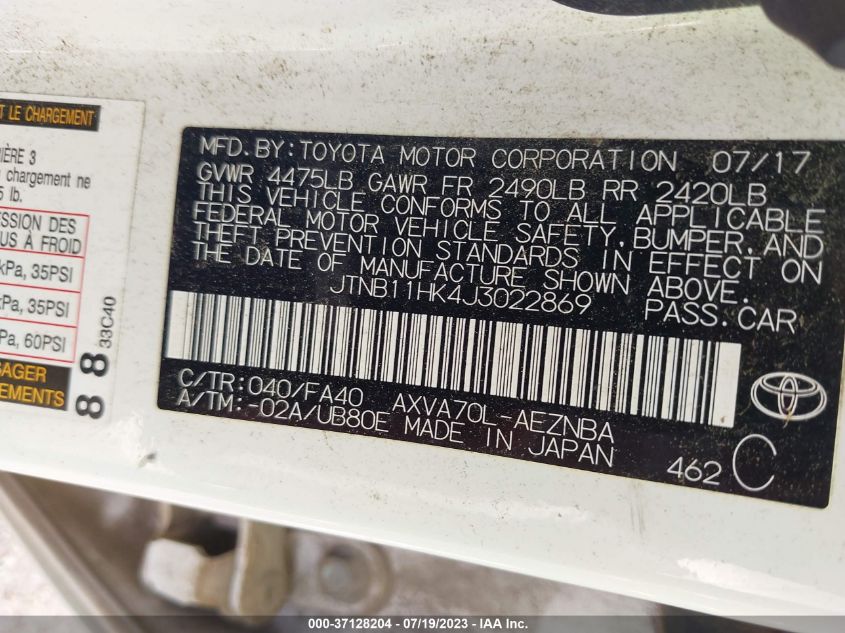 T LE CHARGEMENT
IÈRE 3
chargement ne
5 lb.
ESSION DES
US À FROID
kPa, 35PSI
kPa, 35PSI
Pa, 60PSI
SAGER
EMENTS
8 8 33C40
MFD. BY: TOYOTA MOTOR CORPORATION 07/17
GVWR 4475LB GAWR FR 2490LB RR 2420LB
THIS VEHICLE CONFORMS TO ALL APPLICABLE
FEDERAL MOTOR VEHICLE SAFETY, BUMPER, AND
THEFT PREVENTION STANDARDS IN EFFECT ON
THE DATE OF MANUFACTURE SHOWN ABOVE.
JTNB11HK4J3022869 PASS. CAR
C/TR: 040/FA40 AXVA70L-AEZNBA
A/TM: -02A/UB80E MADE IN JAPAN
462 C
000-37128204 - 07/19/2023 - IAA Inc.